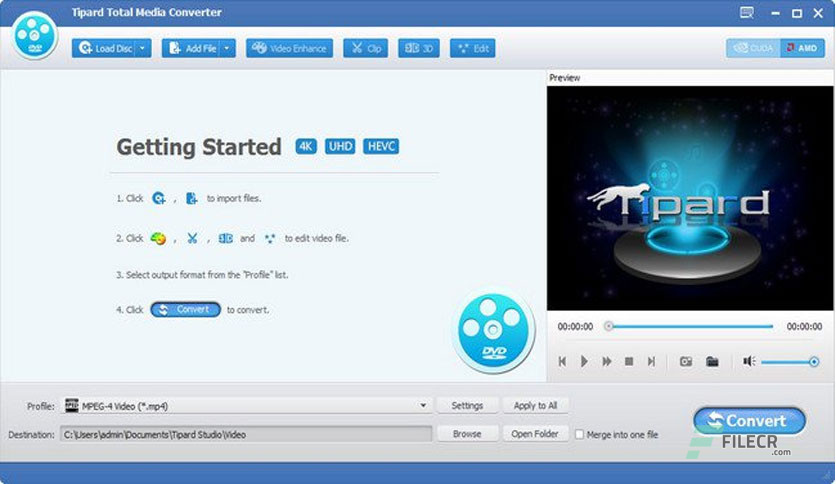 Tipard Total Media Converter
Load Disc
Add File
Video Enhance
Clip
3D
Edit
CUDA
AMD
Preview
Getting Started 4K UHD HEVC
1. Click , to import files.
2. Click , , and to edit video file.
3. Select output format from the "Profile" list.
4. Click Convert to convert.
DVD
Tipard
00:00:00
00:00:00
Profile: MPEG-4 Video (*.mp4)
Settings
Apply to All
Convert
Destination: C:\Users\admin\Documents\Tipard Studio\Video
Browse
Open Folder
Merge into one file
FILECR
.com